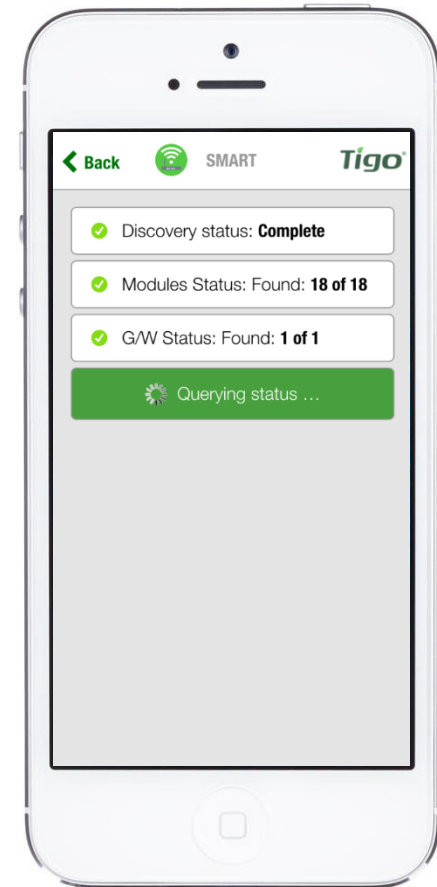 Back SMART Tigo
Discovery status: Complete
Modules Status: Found: 18 of 18
G/W Status: Found: 1 of 1
Querying status ...